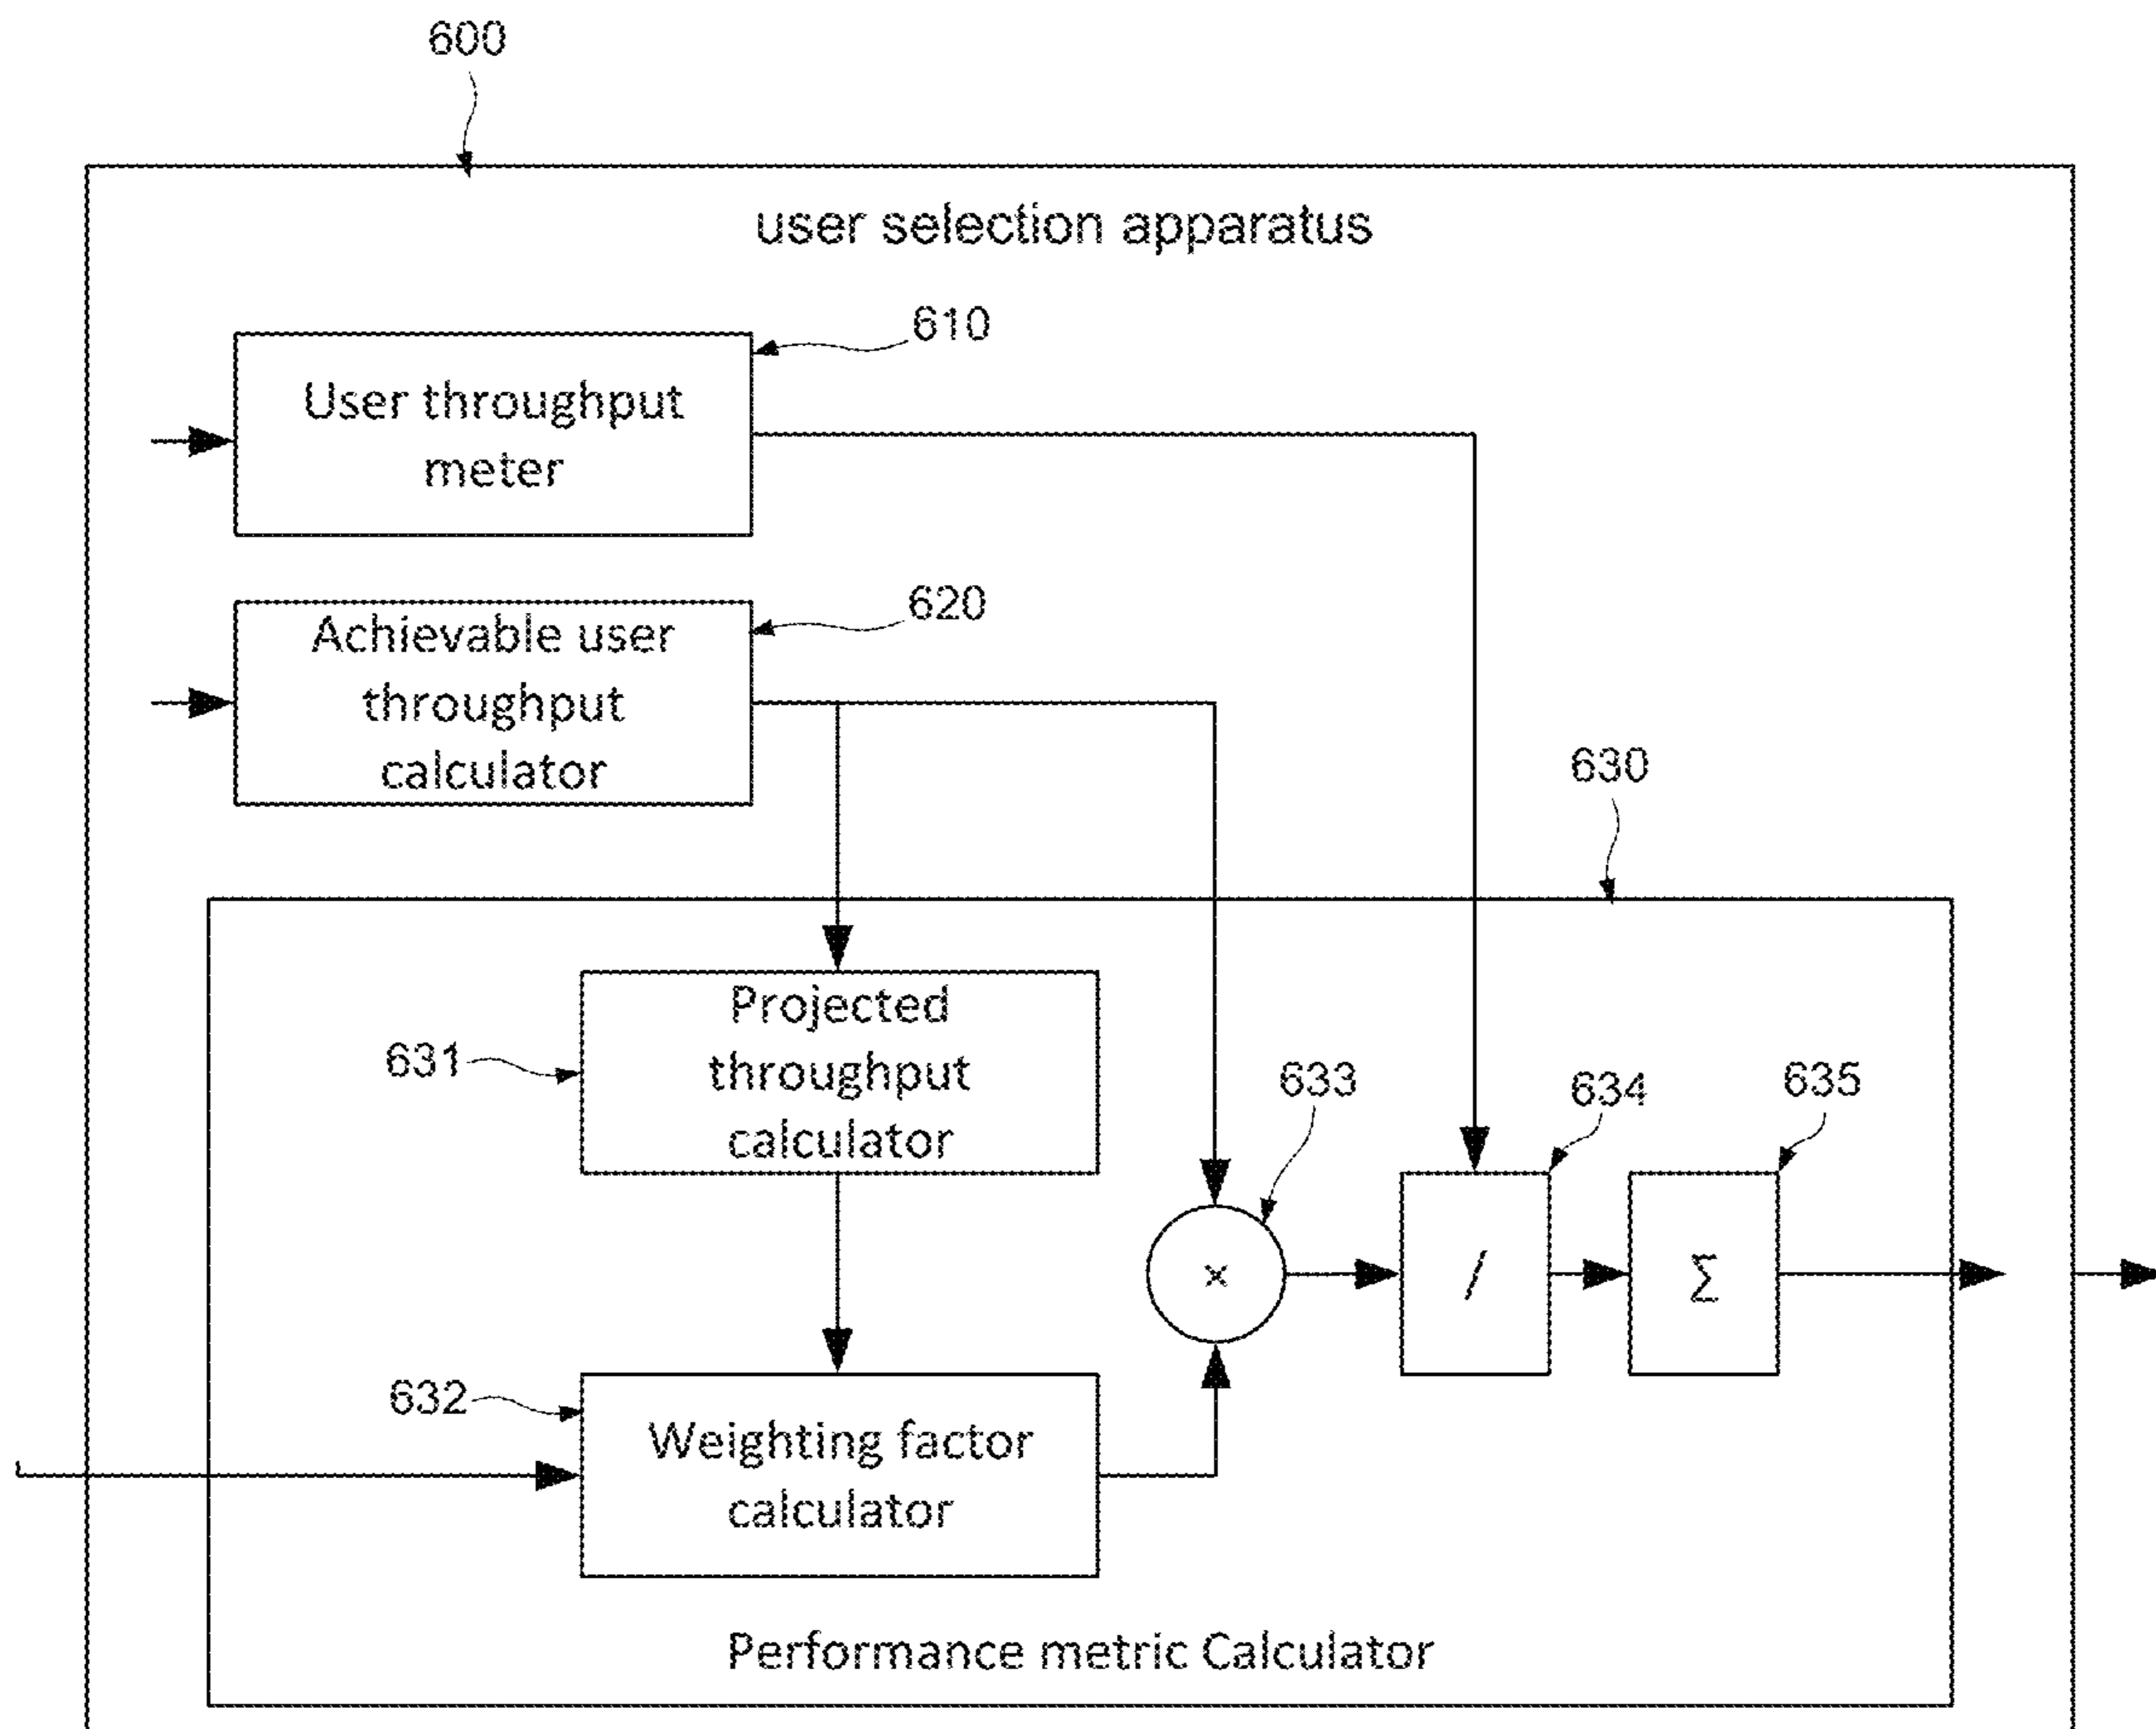 600
user selection apparatus
610
User throughput
meter
620
Achievable user
throughput
calculator
630
Projected
throughput
calculator
631
633
634
635
×
/
Σ
632
Weighting factor
calculator
Performance metric Calculator